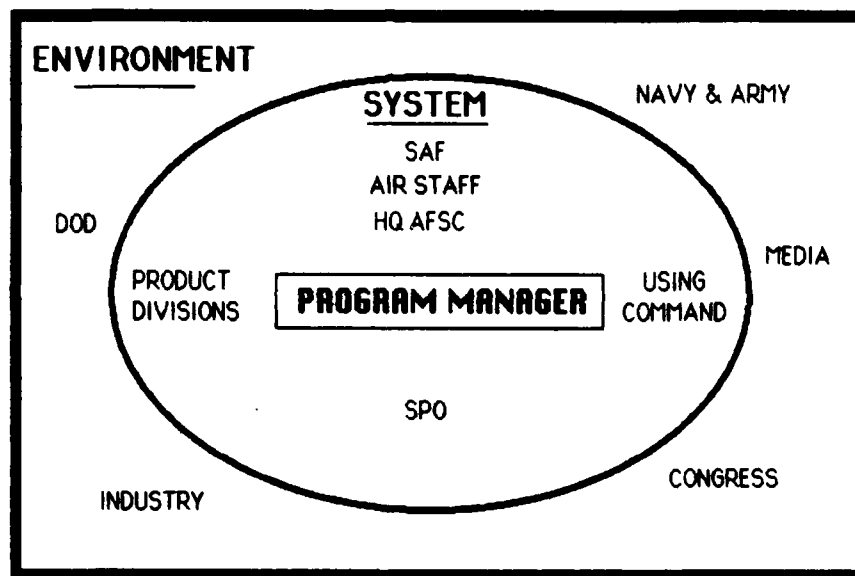 ENVIRONMENT
NAVY & ARMY
SYSTEM
SAF
AIR STAFF
HQ AFSC
DOD
MEDIA
PRODUCT
DIVISIONS
PROGRAM MANAGER
USING
COMMAND
SPO
CONGRESS
INDUSTRY